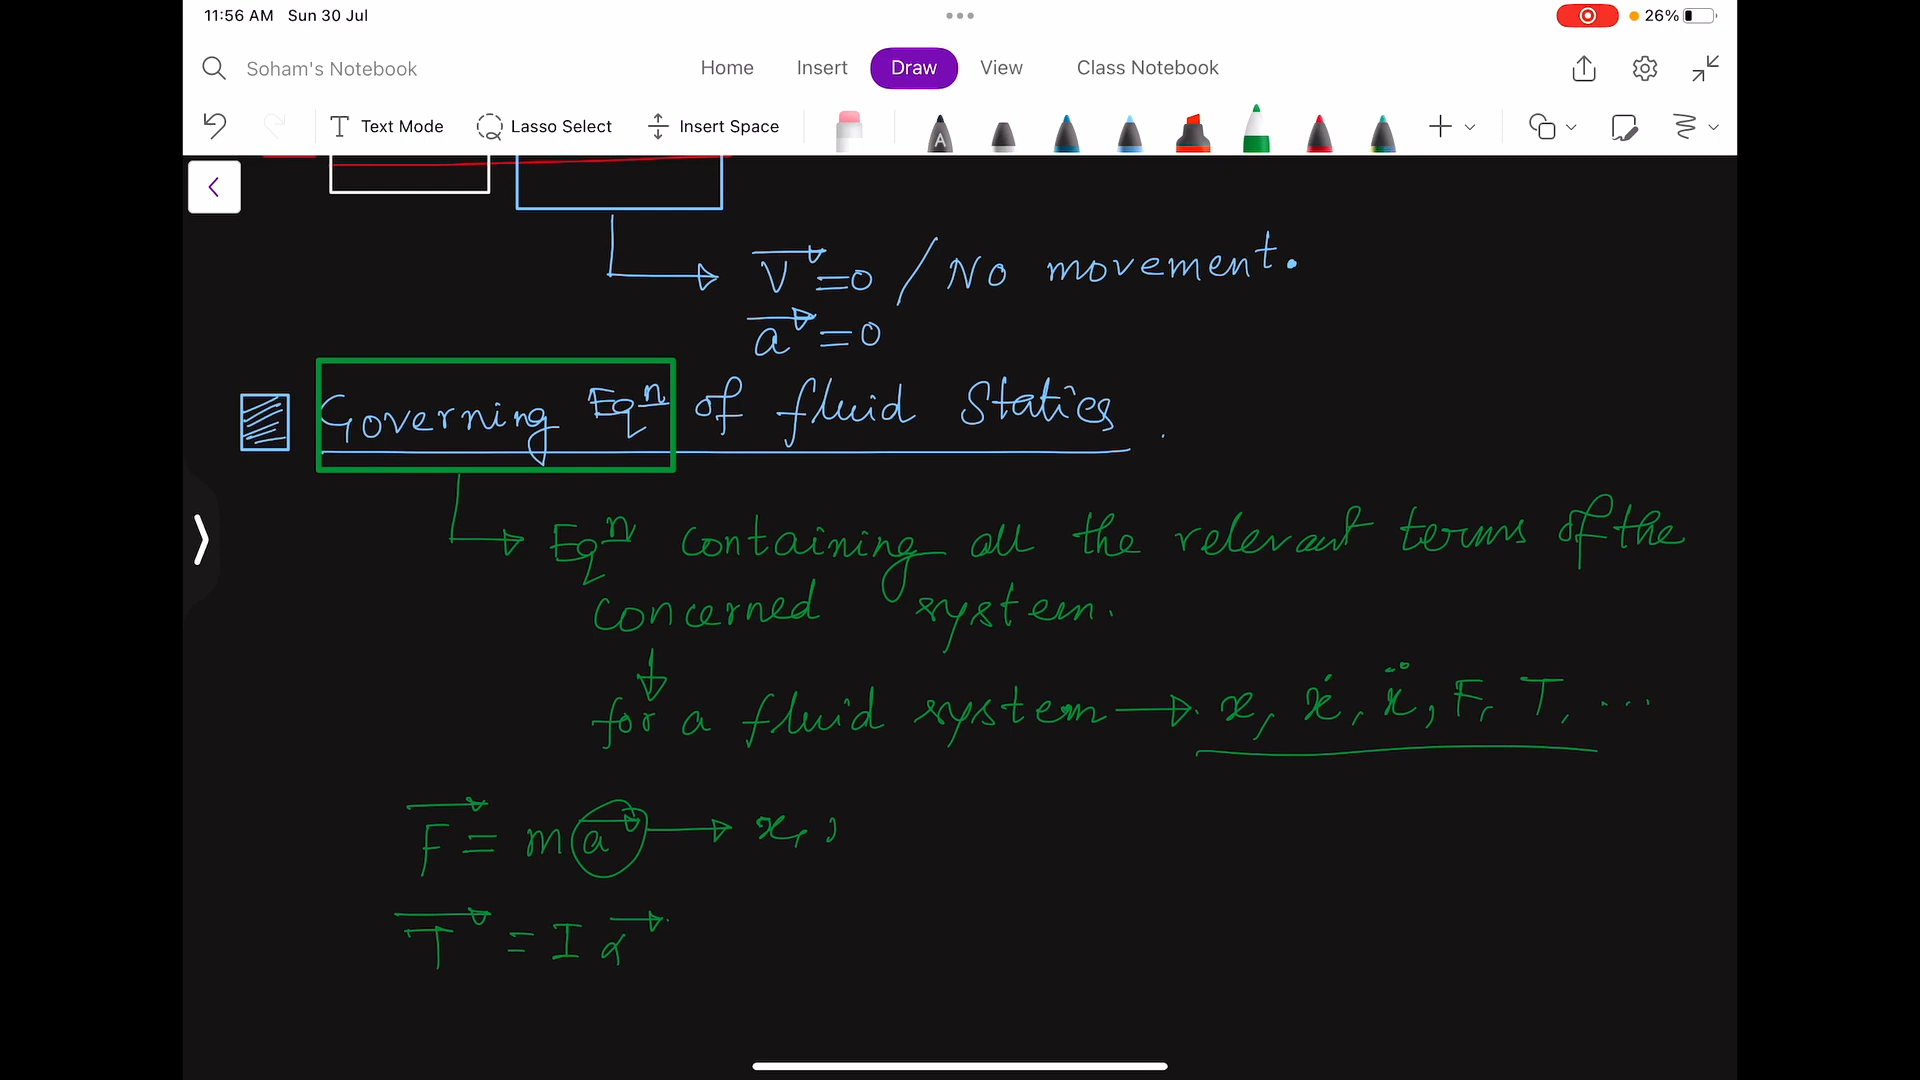 11:56 AM Sun 30 Jul
26%
Soham's Notebook
Home Insert Draw View Class Notebook
Text Mode Lasso Select Insert Space
A
V⃗ =0 / No movement.
a⃗ =0
Governing Eqⁿ of fluid Statics
Eqⁿ containing all the relevant terms of the
concerned system.
for a fluid system → x, ẋ, ẍ, F, T, ...
F⃗ = m a⃗ → x,
T⃗ = I α⃗